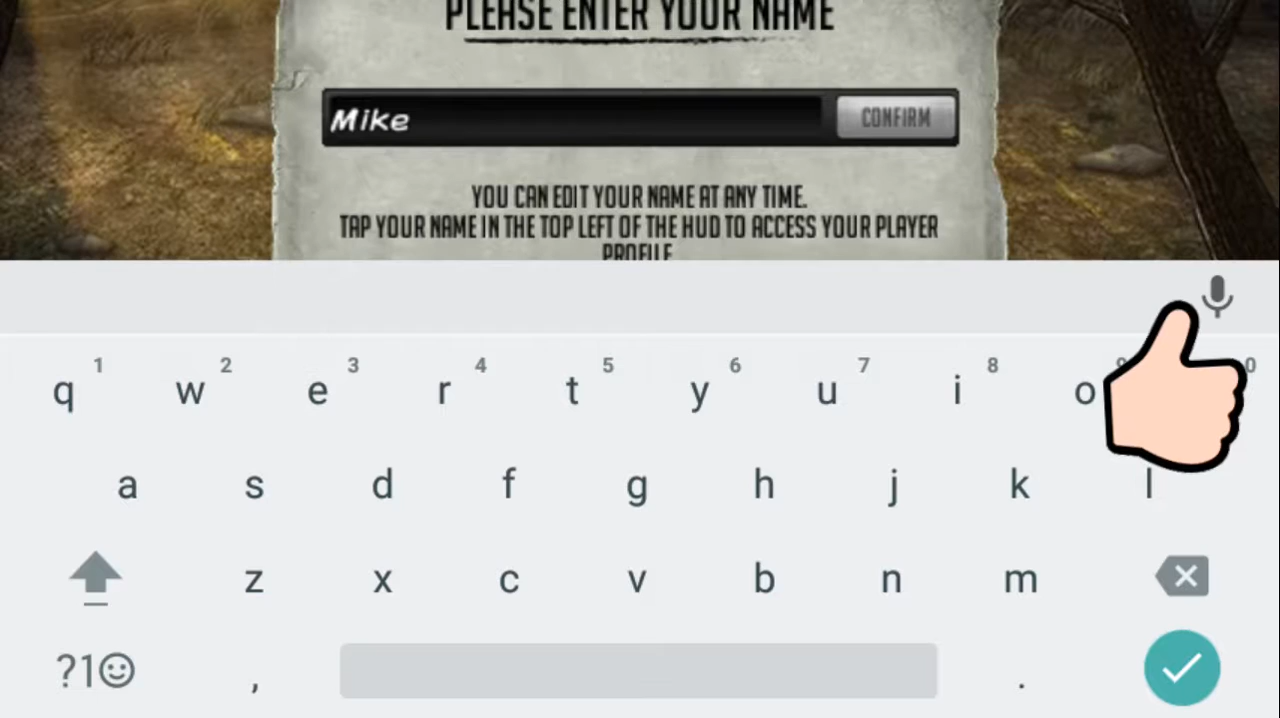 PLEASE ENTER YOUR NAME
Mike
CONFIRM
YOU CAN EDIT YOUR NAME AT ANY TIME.
TAP YOUR NAME IN THE TOP LEFT OF THE HUD TO ACCESS YOUR PLAYER
PROFILE
1 2 3 4 5 6 7 8 9 0
q w e r t y u i o
a s d f g h j k l
z x c v b n m
?1 , .